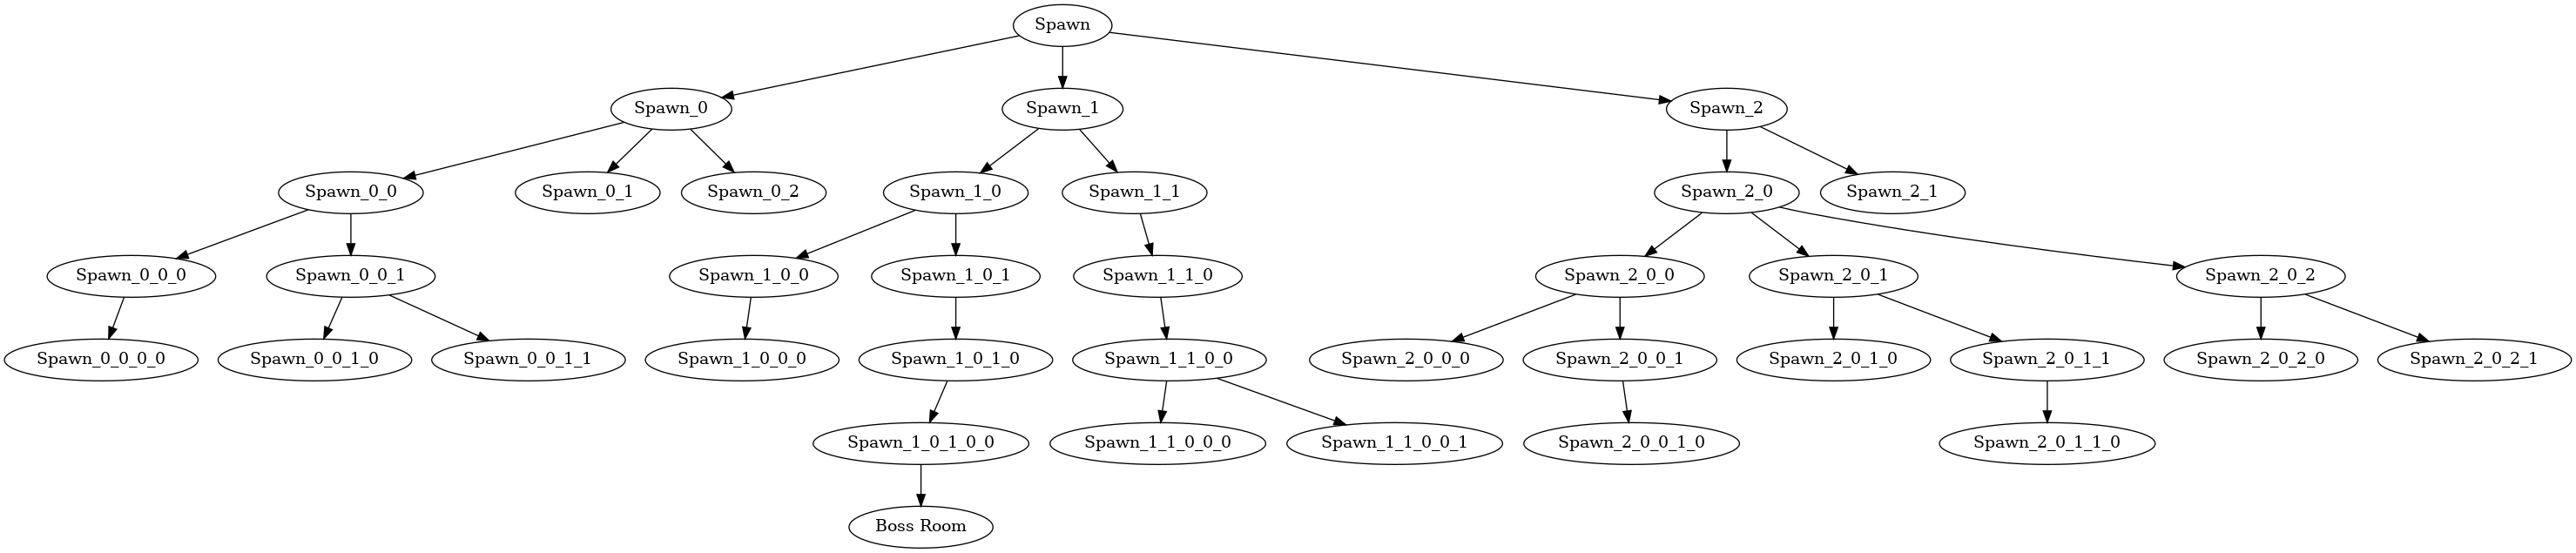 Spawn
Spawn_0
Spawn_1
Spawn_2
Spawn_0_0
Spawn_0_1
Spawn_0_2
Spawn_1_0
Spawn_1_1
Spawn_2_0
Spawn_2_1
Spawn_0_0_0
Spawn_0_0_1
Spawn_1_0_0
Spawn_1_0_1
Spawn_1_1_0
Spawn_2_0_0
Spawn_2_0_1
Spawn_2_0_2
Spawn_0_0_0_0
Spawn_0_0_1_0
Spawn_0_0_1_1
Spawn_1_0_0_0
Spawn_1_0_1_0
Spawn_1_1_0_0
Spawn_2_0_0_0
Spawn_2_0_0_1
Spawn_2_0_1_0
Spawn_2_0_1_1
Spawn_2_0_2_0
Spawn_2_0_2_1
Spawn_1_0_1_0_0
Spawn_1_1_0_0_0
Spawn_1_1_0_0_1
Spawn_2_0_0_1_0
Spawn_2_0_1_1_0
Boss Room